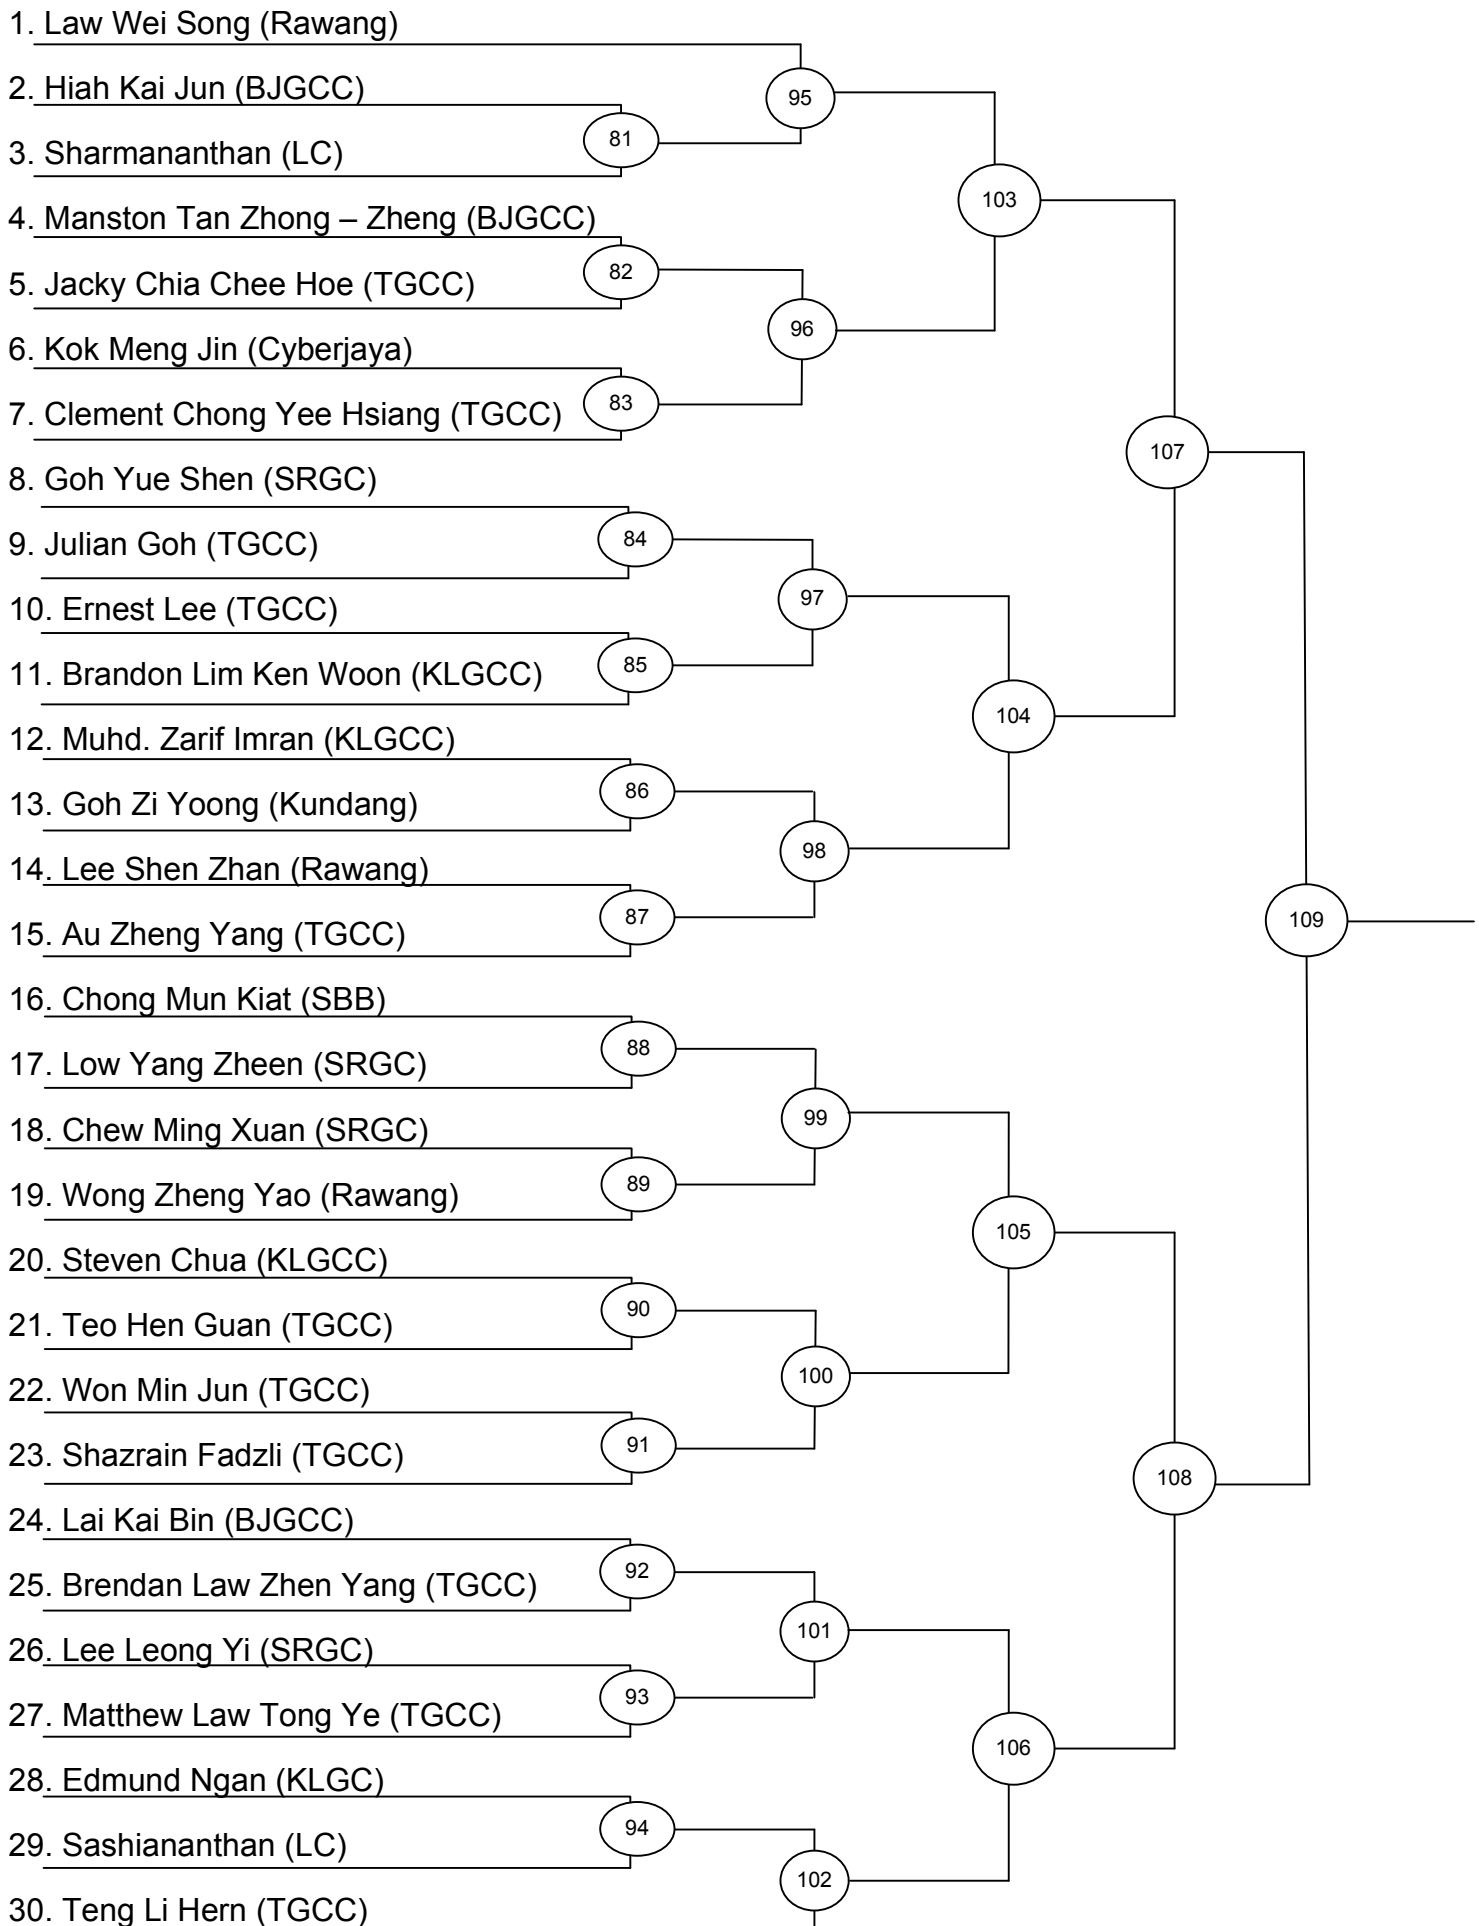 1. Law Wei Song (Rawang)
2. Hiah Kai Jun (BJGCC)
95
81
3. Sharmananthan (LC)
103
4. Manston Tan Zhong – Zheng (BJGCC)
82
5. Jacky Chia Chee Hoe (TGCC)
96
6. Kok Meng Jin (Cyberjaya)
83
7. Clement Chong Yee Hsiang (TGCC)
107
8. Goh Yue Shen (SRGC)
84
9. Julian Goh (TGCC)
97
10. Ernest Lee (TGCC)
85
11. Brandon Lim Ken Woon (KLGCC)
104
12. Muhd. Zarif Imran (KLGCC)
86
13. Goh Zi Yoong (Kundang)
98
14. Lee Shen Zhan (Rawang)
87
109
15. Au Zheng Yang (TGCC)
16. Chong Mun Kiat (SBB)
88
17. Low Yang Zheen (SRGC)
99
18. Chew Ming Xuan (SRGC)
89
19. Wong Zheng Yao (Rawang)
105
20. Steven Chua (KLGCC)
90
21. Teo Hen Guan (TGCC)
100
22. Won Min Jun (TGCC)
91
23. Shazrain Fadzli (TGCC)
108
24. Lai Kai Bin (BJGCC)
92
25. Brendan Law Zhen Yang (TGCC)
101
26. Lee Leong Yi (SRGC)
93
27. Matthew Law Tong Ye (TGCC)
106
28. Edmund Ngan (KLGC)
94
29. Sashiananthan (LC)
102
30. Teng Li Hern (TGCC)